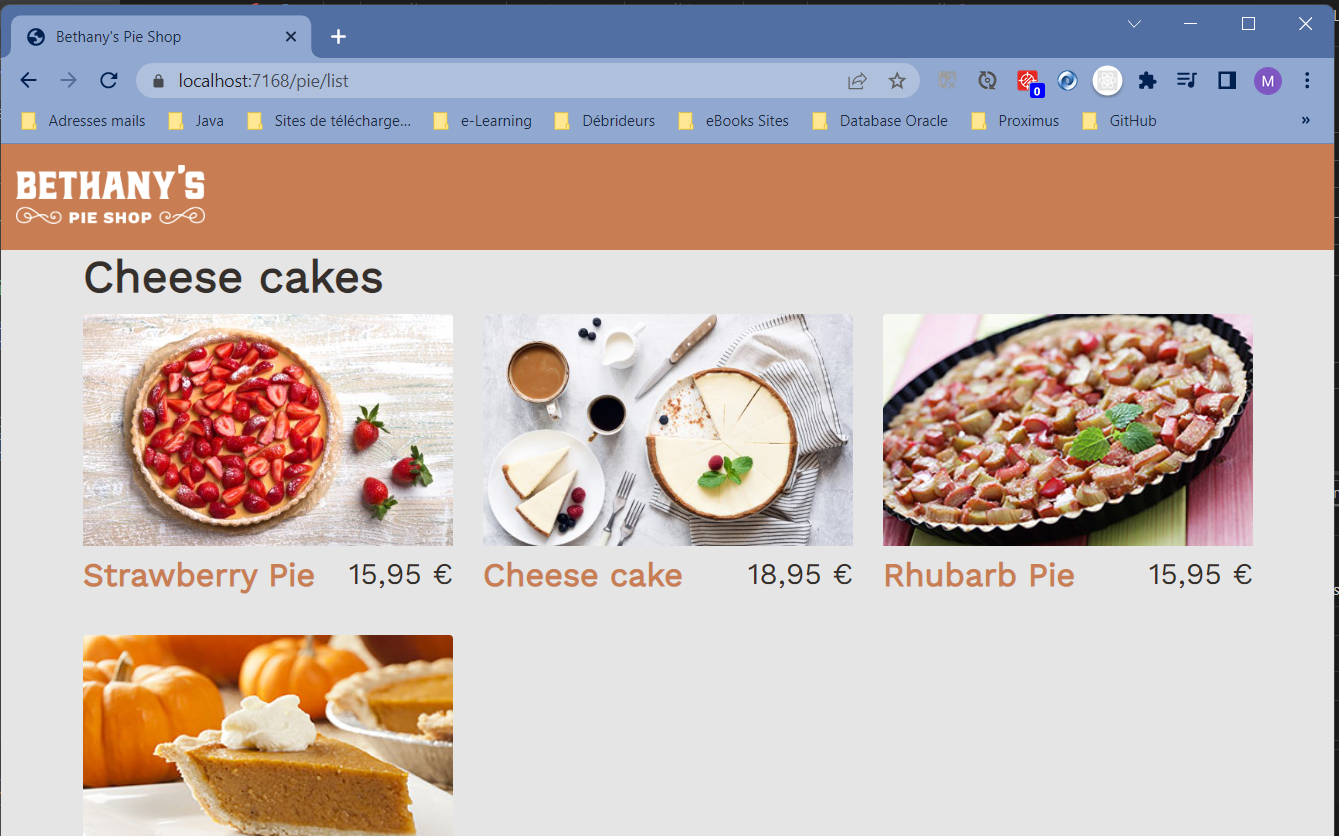 Bethany's Pie Shop
localhost:7168/pie/list
0
M
Adresses mails Java Sites de télécharge... e-Learning Débrideurs eBooks Sites Database Oracle Proximus GitHub »
BETHANY'S
PIE SHOP
Cheese cakes
Strawberry Pie 15,95 € Cheese cake 18,95 € Rhubarb Pie 15,95 €